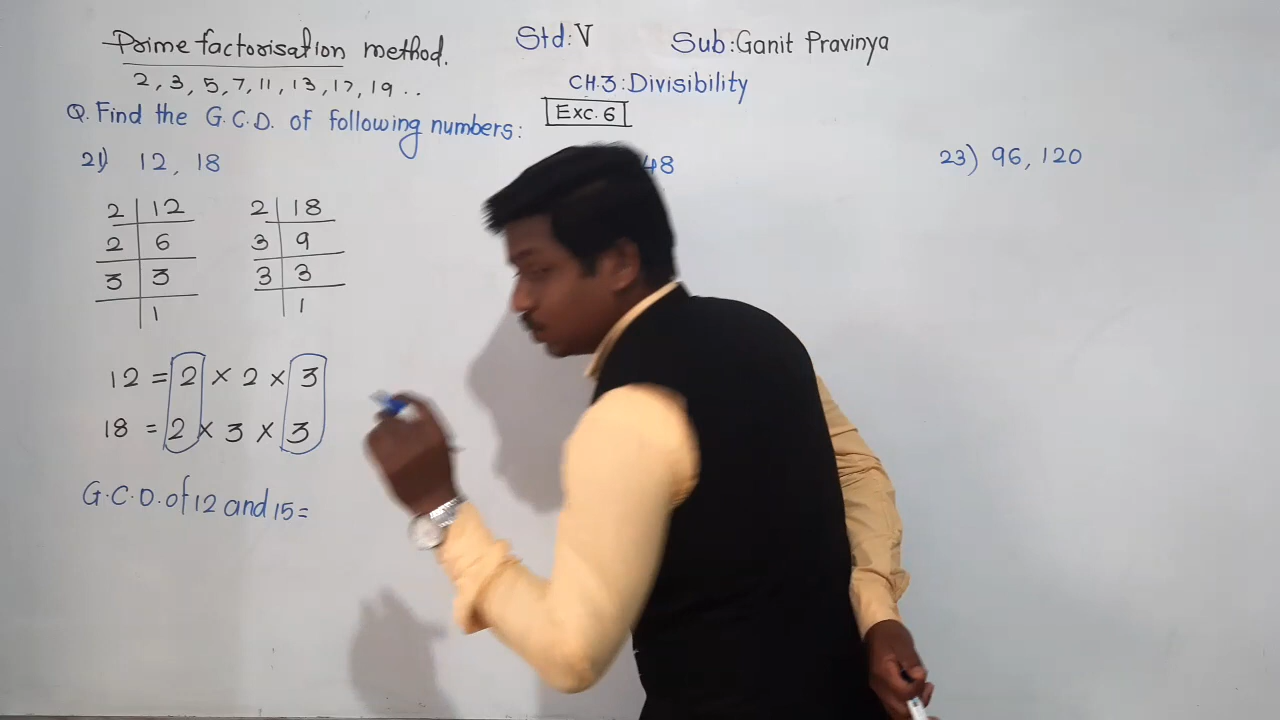 Prime factorisation method.
2, 3, 5, 7, 11, 13, 17, 19 ..
Std: V
Sub: Ganit Pravinya
CH.3: Divisibility
Exc. 6
Q. Find the G.C.D. of following numbers:
21) 12, 18
2 | 12
2 | 6
3 | 3
| 1
2 | 18
3 | 9
3 | 3
| 1
12 = 2 × 2 × 3
18 = 2 × 3 × 3
G.C.D. of 12 and 15 =
48
23) 96, 120